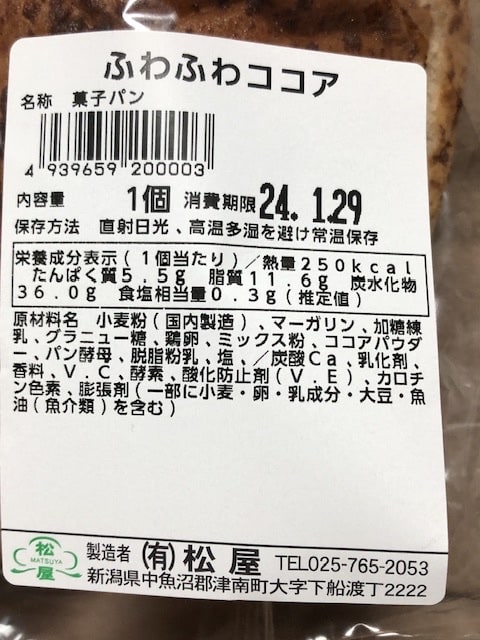 ふわふわココア
名称 菓子パン
4 939659 200003
内容量 1個 消費期限 24. 1.29
保存方法 直射日光、高温多湿を避け常温保存
栄養成分表示(1個当たり)／熱量250kcal
たんぱく質5.5g 脂質11.6g 炭水化物
36.0g 食塩相当量0.3g(推定値)
原材料名 小麦粉(国内製造)、マーガリン、加糖練
乳、グラニュー糖、鶏卵、ミックス粉、ココアパウダ
ー、パン酵母、脱脂粉乳、塩、／炭酸Ca、乳化剤、
香料、V.C、酵素、酸化防止剤(V.E)、カロチ
ン色素、膨張剤(一部に小麦・卵・乳成分・大豆・魚
油(魚介類)を含む)
松 MATSUYA 屋
製造者 (有)松屋 TEL025-765-2053
新潟県中魚沼郡津南町大字下船渡丁2222